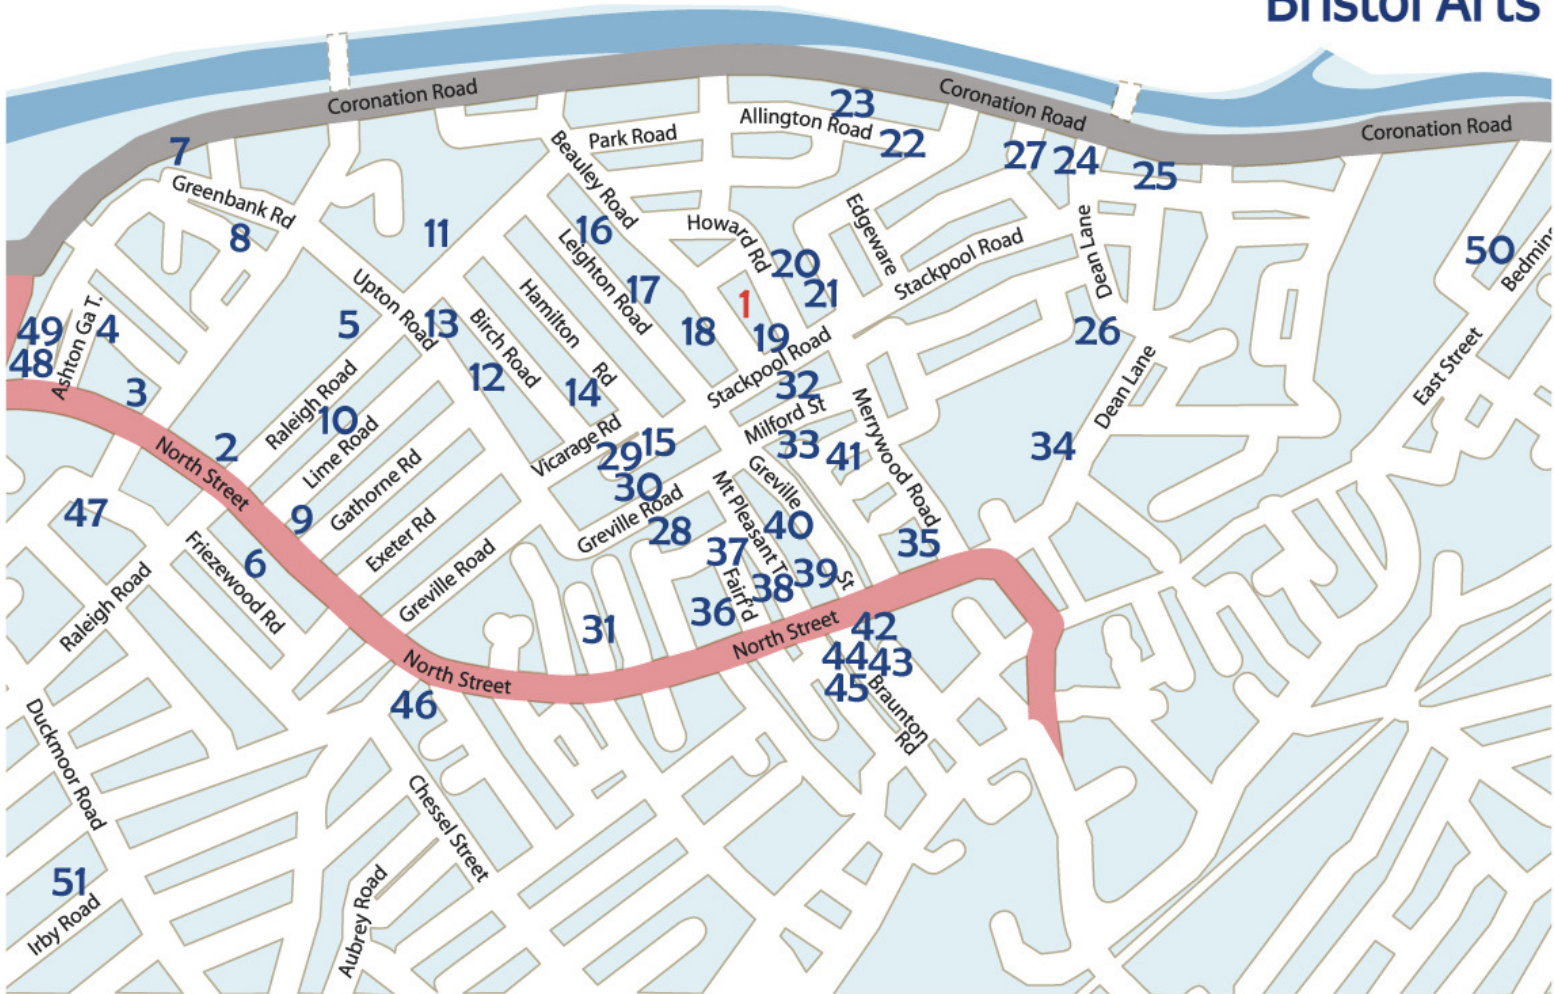 Bristol Arts
Coronation Road
Coronation Road
Coronation Road
23
Allington Road
22
Park Road
7
27
24
25
Greenbank Rd
8
11
Beauley Road
16
Leighton Road
17
Howard Rd
20
21
Edgeware
Stackpool Road
Dean Lane
50
49
48
Ashton Ga T.
4
3
5
Upton Road
13
Birch Road
12
Hamilton
Rd
14
18
1
19
Stackpool Road
32
26
Dean Lane
East Street
2
Raleigh Road
10
Lime Road
Gathorne Rd
9
Exeter Rd
Vicarage Rd
29
15
30
Greville Road
28
Milford St
33
41
Merrywood Road
34
North Street
47
6
Friezewood Rd
Raleigh Road
Greville Road
31
Mt Pleasant T
Greville
St
40
37
Fairf'd
38
39
36
35
North Street
42
44
43
45
Braunton
Rd
North Street
46
Duckmoor Road
Chessel Street
51
Irby Road
Aubrey Road